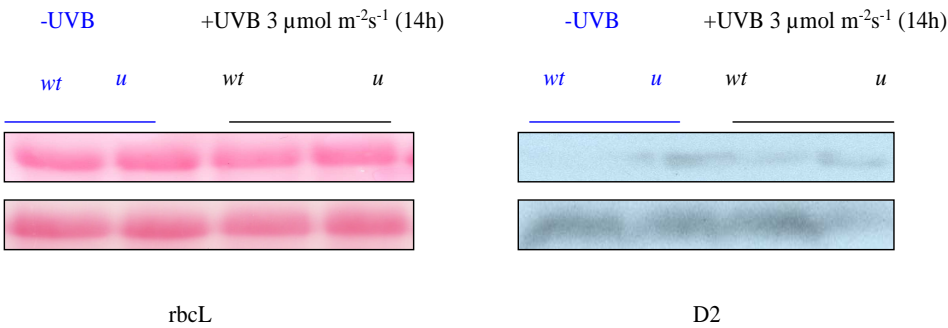 -UVB +UVB 3 µmol m⁻²s⁻¹ (14h)
wt u wt u
rbcL
-UVB +UVB 3 µmol m⁻²s⁻¹ (14h)
wt u wt u
D2